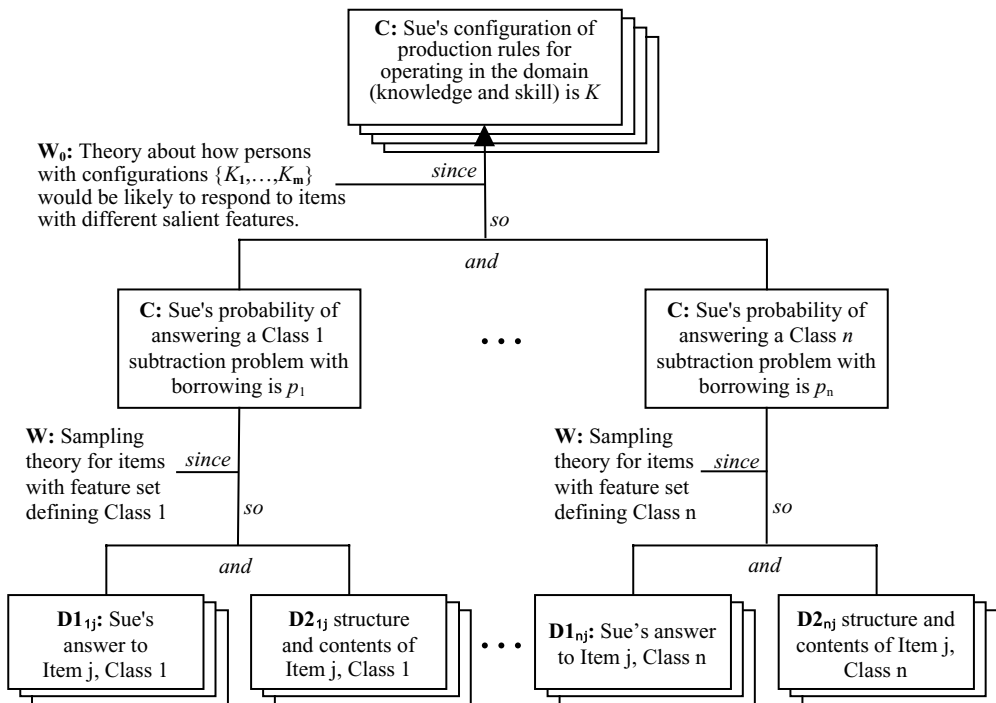 C: Sue's configuration of
production rules for
operating in the domain
(knowledge and skill) is K
W₀: Theory about how persons
with configurations {K₁,…,Kₘ}
would be likely to respond to items
with different salient features.
since
so
and
C: Sue's probability of
answering a Class 1
subtraction problem with
borrowing is p₁
• • •
C: Sue's probability of
answering a Class n
subtraction problem with
borrowing is pₙ
W: Sampling
theory for items
with feature set
defining Class 1
since
so
and
W: Sampling
theory for items
with feature set
defining Class n
since
so
and
D1₁ⱼ: Sue's
answer to
Item j, Class 1
D2₁ⱼ structure
and contents of
Item j, Class 1
• • •
D1ₙⱼ: Sue’s answer
to Item j, Class n
D2ₙⱼ structure and
contents of Item j,
Class n